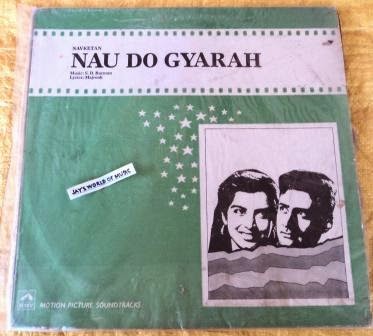 NAVKETAN
NAU DO GYARAH
Music: S. D. Burman
Lyrics: Majrooh
JAY'S WORLD OF MUSIC
MOTION PICTURE SOUNDTRACKS